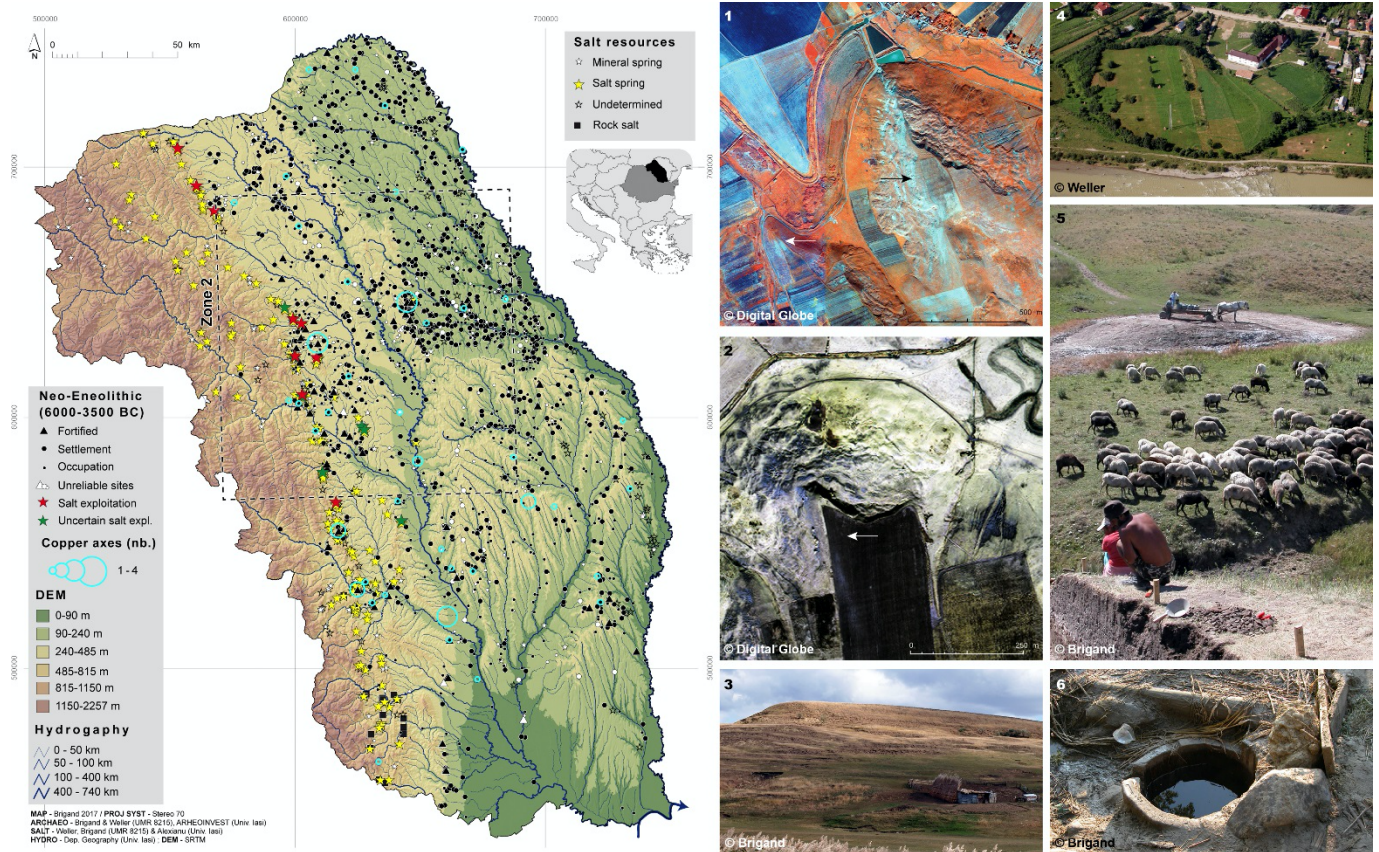 500000
600000
700000
N
0
50 km
Salt resources
Mineral spring
Salt spring
Undetermined
Rock salt
700000
700000
Zone 2
600000
600000
500000
500000
Neo-Eneolithic
(6000-3500 BC)
Fortified
Settlement
Occupation
Unreliable sites
Salt exploitation
Uncertain salt expl.
Copper axes (nb.)
1 - 4
DEM
0-90 m
90-240 m
240-485 m
485-815 m
815-1150 m
1150-2257 m
Hydrogaphy
0 - 50 km
50 - 100 km
100 - 400 km
400 - 740 km
MAP - Brigand 2017 / PROJ SYST - Stereo 70
ARCHAEO - Brigand & Weller (UMR 8215), ARHEOINVEST (Univ. Iasi)
SALT - Weller, Brigand (UMR 8215) & Alexianu (Univ. Iasi)
HYDRO - Dep. Geography (Univ. Iasi) ; DEM - SRTM
1
500 m
© Digital Globe
2
0
250 m
© Digital Globe
3
© Brigand
4
© Weller
5
© Brigand
6
© Brigand